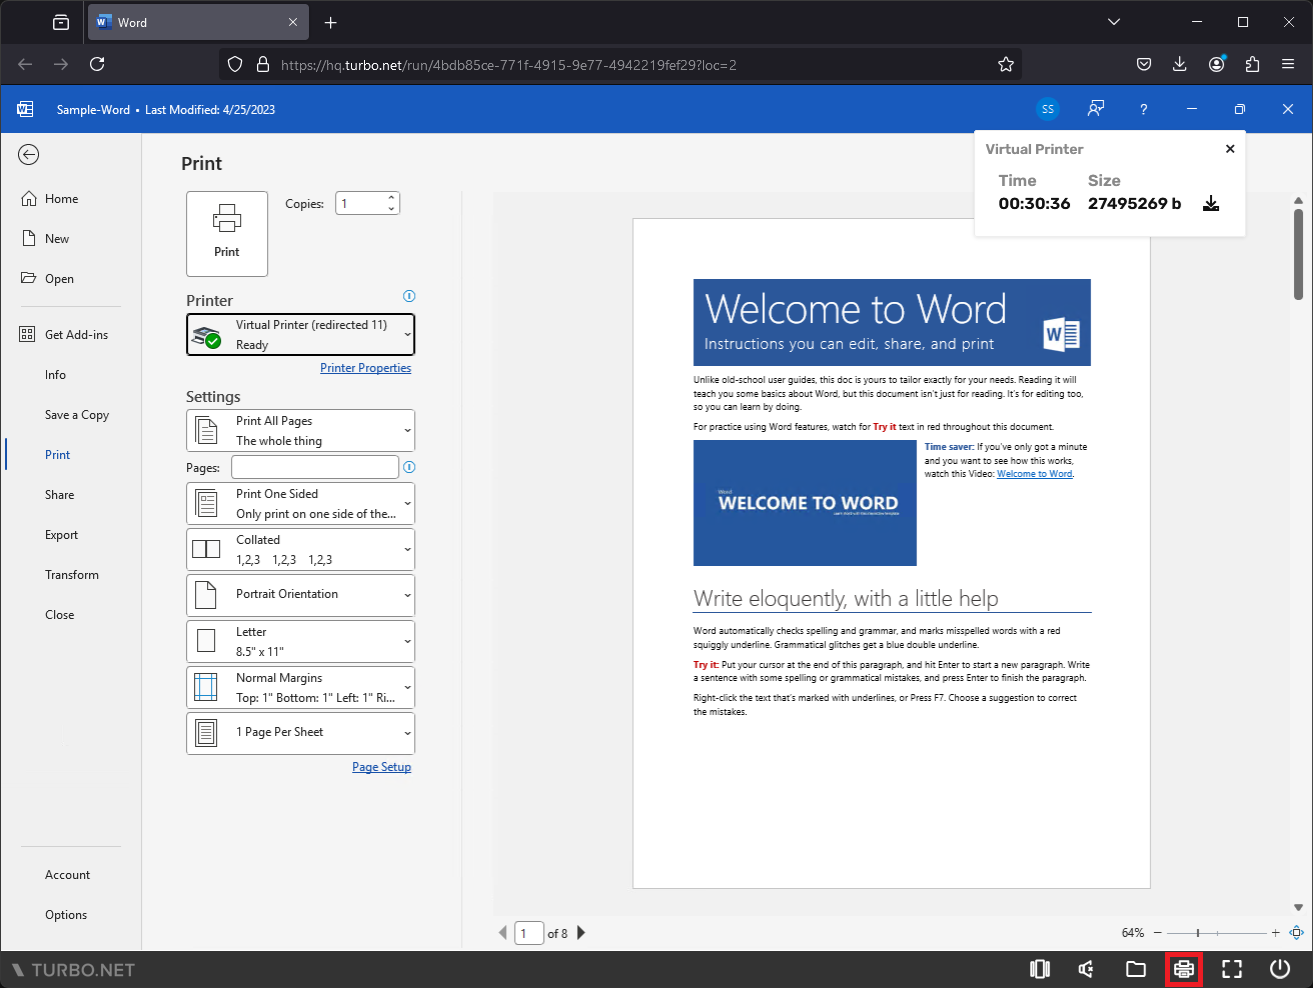 Word
https://hq.turbo.net/run/4bdb85ce-771f-4915-9e77-4942219fef29?loc=2
Sample-Word • Last Modified: 4/25/2023
SS
?
Home
New
Open
Get Add-ins
Info
Save a Copy
Print
Share
Export
Transform
Close
Account
Options
Print
Print
Copies: 1
Printer
Virtual Printer (redirected 11)
Ready
Printer Properties
Settings
Print All Pages
The whole thing
Pages:
Print One Sided
Only print on one side of the...
Collated
1,2,3 1,2,3 1,2,3
Portrait Orientation
Letter
8.5" x 11"
Normal Margins
Top: 1" Bottom: 1" Left: 1" Ri...
1 Page Per Sheet
Page Setup
Virtual Printer
Time Size
00:30:36 27495269 b
Welcome to Word
Instructions you can edit, share, and print
Unlike old-school user guides, this doc is yours to tailor exactly for your needs. Reading it will
teach you some basics about Word, but this document isn't just for reading. It's for editing too,
so you can learn by doing.
For practice using Word features, watch for Try it text in red throughout this document.
Word
WELCOME TO WORD
Time saver: If you've only got a minute
and you want to see how this works,
watch this Video: Welcome to Word.
Write eloquently, with a little help
Word automatically checks spelling and grammar, and marks misspelled words with a red
squiggly underline. Grammatical glitches get a blue double underline.
Try it: Put your cursor at the end of this paragraph, and hit Enter to start a new paragraph. Write
a sentence with some spelling or grammatical mistakes, and press Enter to finish the paragraph.
Right-click the text that's marked with underlines, or Press F7. Choose a suggestion to correct
the mistakes.
1 of 8
64%
TURBO.NET